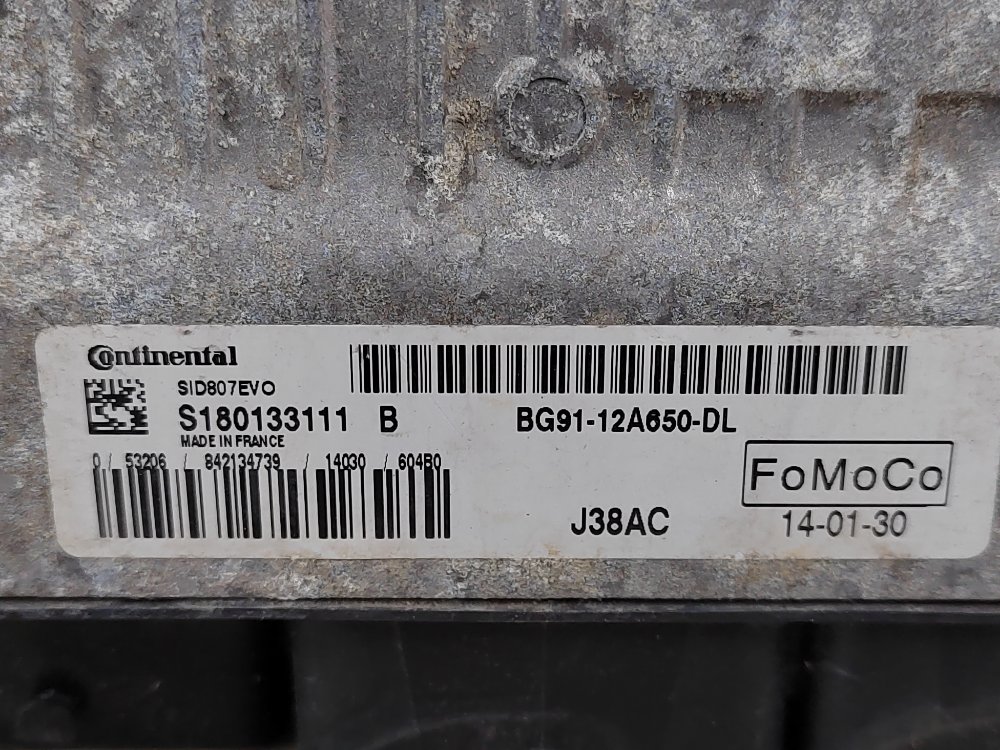 Continental
SID807EVO
S180133111 B
BG91-12A650-DL
MADE IN FRANCE
0 / 53206 / 842134739 / 14030 / 604B0
FoMoCo
J38AC
14-01-30